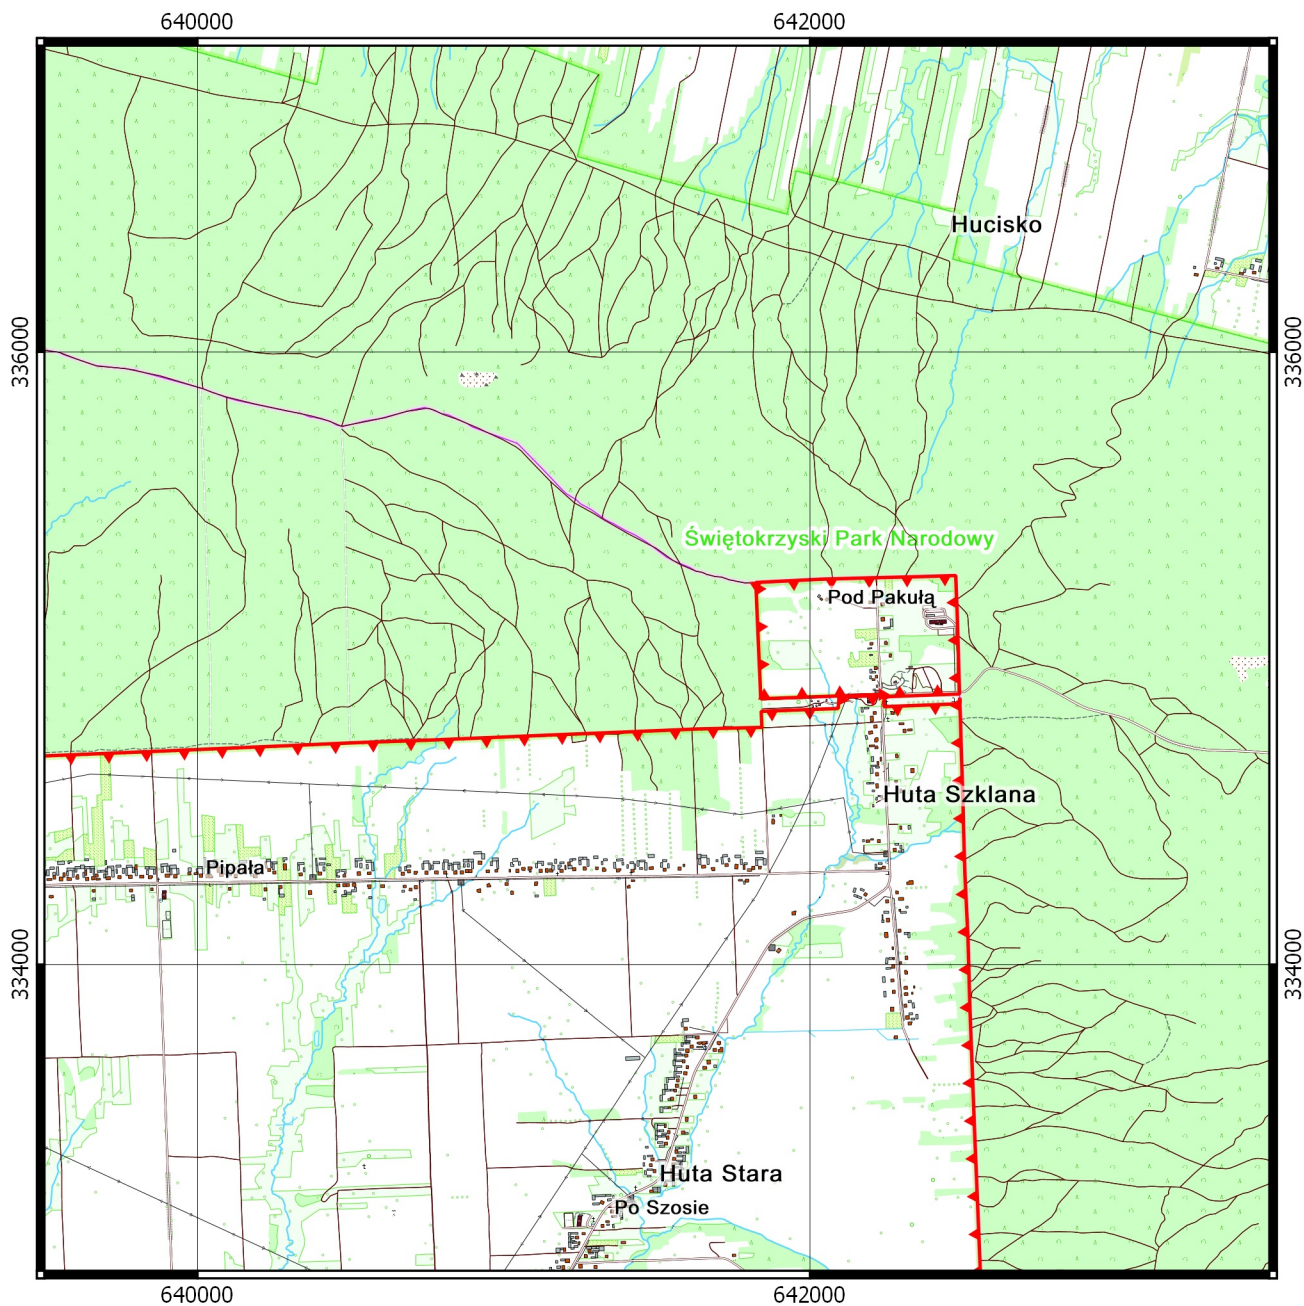 640000 642000
Hucisko
336000 336000
Świętokrzyski Park Narodowy
Pod Pakułą
Huta Szklana
Pipała
334000 334000
Huta Stara
Po Szosie
640000 642000